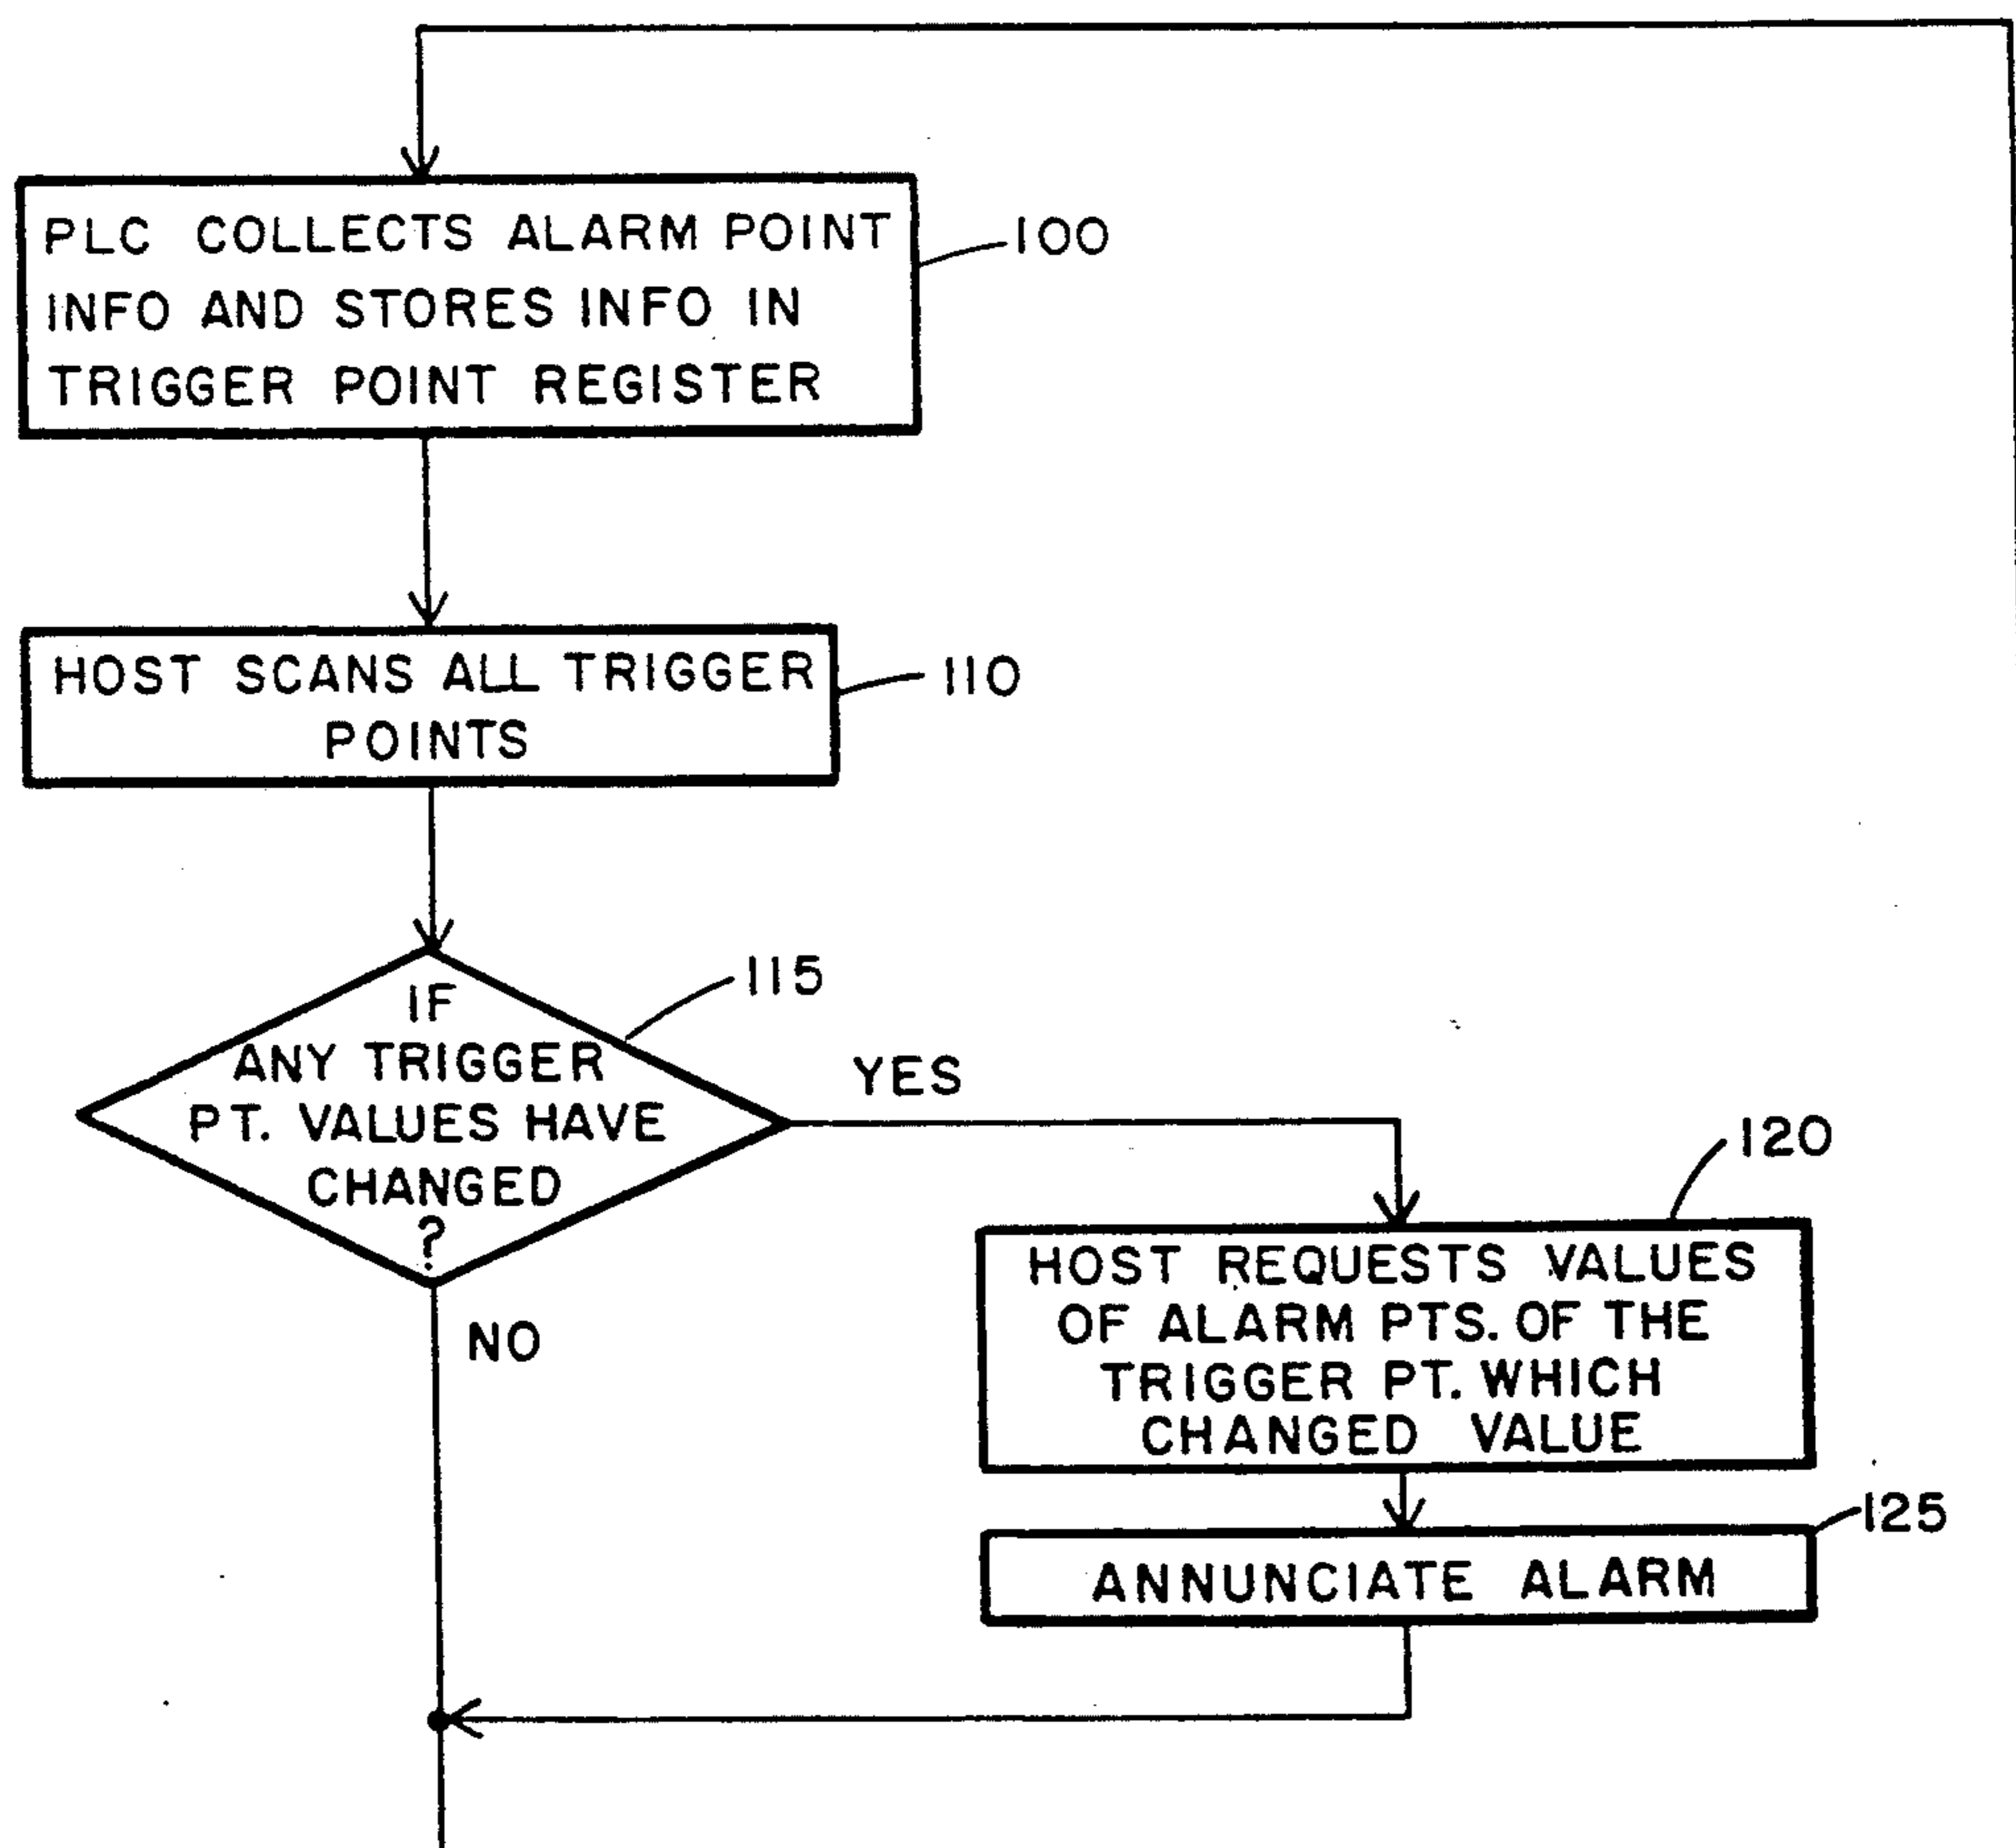 PLC COLLECTS ALARM POINT
INFO AND STORES INFO IN
TRIGGER POINT REGISTER
100
HOST SCANS ALL TRIGGER
POINTS
110
IF
ANY TRIGGER
PT. VALUES HAVE
CHANGED
?
115
YES
NO
120
HOST REQUESTS VALUES
OF ALARM PTS. OF THE
TRIGGER PT. WHICH
CHANGED VALUE
125
ANNUNCIATE ALARM